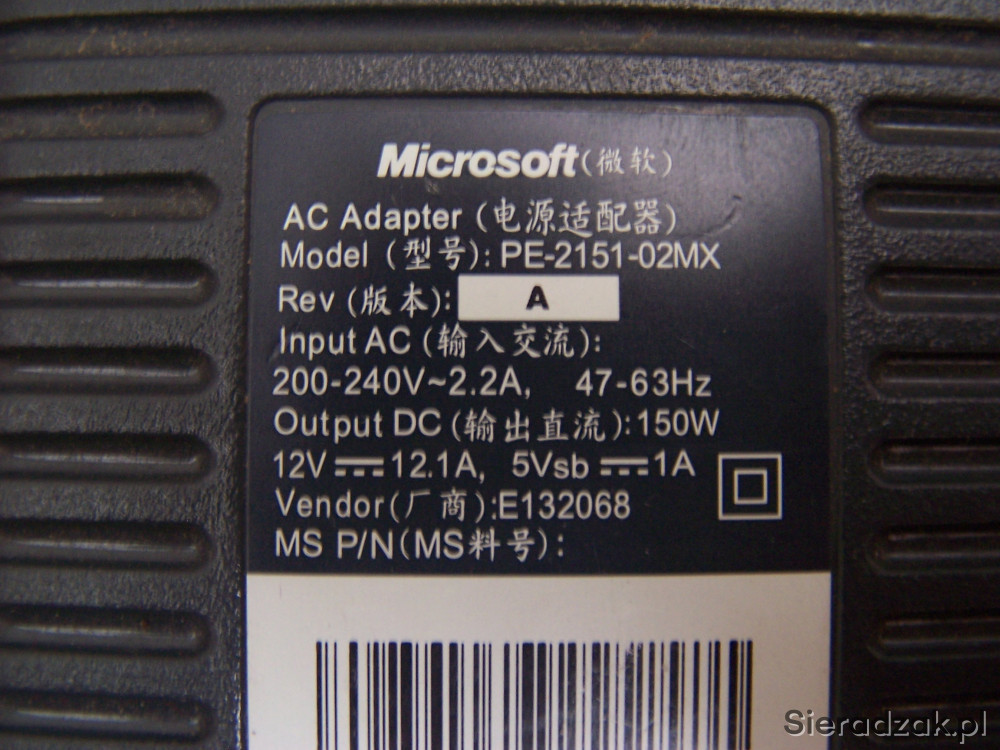 Microsoft(微软)
AC Adapter (电源适配器)
Model (型号): PE-2151-02MX
Rev (版本): A
Input AC (输入交流):
200-240V~2.2A, 47-63Hz
Output DC (输出直流):150W
12V⎓12.1A, 5Vsb⎓1A
Vendor(厂商):E132068
MS P/N(MS料号):
Sieradzak.pl